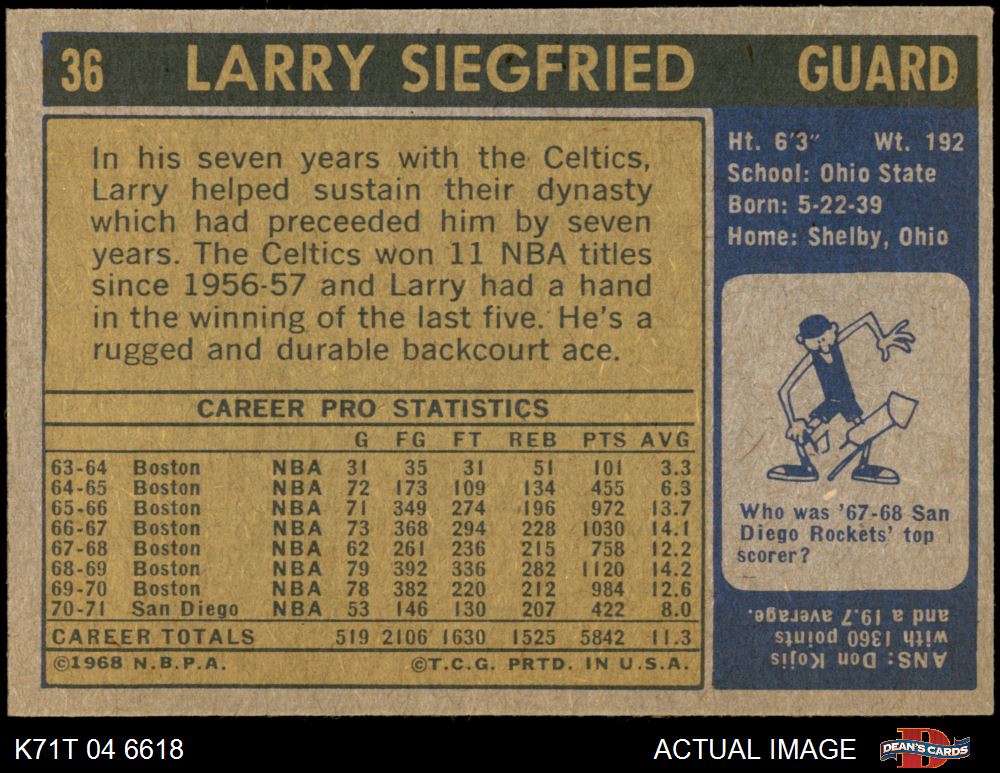 36 LARRY SIEGFRIED GUARD
In his seven years with the Celtics,
Larry helped sustain their dynasty
which had preceeded him by seven
years. The Celtics won 11 NBA titles
since 1956-57 and Larry had a hand
in the winning of the last five. He's a
rugged and durable backcourt ace.
CAREER PRO STATISTICS
G FG FT REB PTS AVG
63-64 Boston NBA 31 35 31 51 101 3.3
64-65 Boston NBA 72 173 109 134 455 6.3
65-66 Boston NBA 71 349 274 196 972 13.7
66-67 Boston NBA 73 368 294 228 1030 14.1
67-68 Boston NBA 62 261 236 215 758 12.2
68-69 Boston NBA 79 392 336 282 1120 14.2
69-70 Boston NBA 78 382 220 212 984 12.6
70-71 San Diego NBA 53 146 130 207 422 8.0
CAREER TOTALS 519 2106 1630 1525 5842 11.3
©1968 N.B.P.A. ©T.C.G. PRTD. IN U.S.A.
Ht. 6'3" Wt. 192
School: Ohio State
Born: 5-22-39
Home: Shelby, Ohio
Who was '67-68 San
Diego Rockets' top
scorer?
ANS: Don Kojis
with 1360 points
and a 19.7 average.
K71T 04 6618 ACTUAL IMAGE DEAN'S CARDS